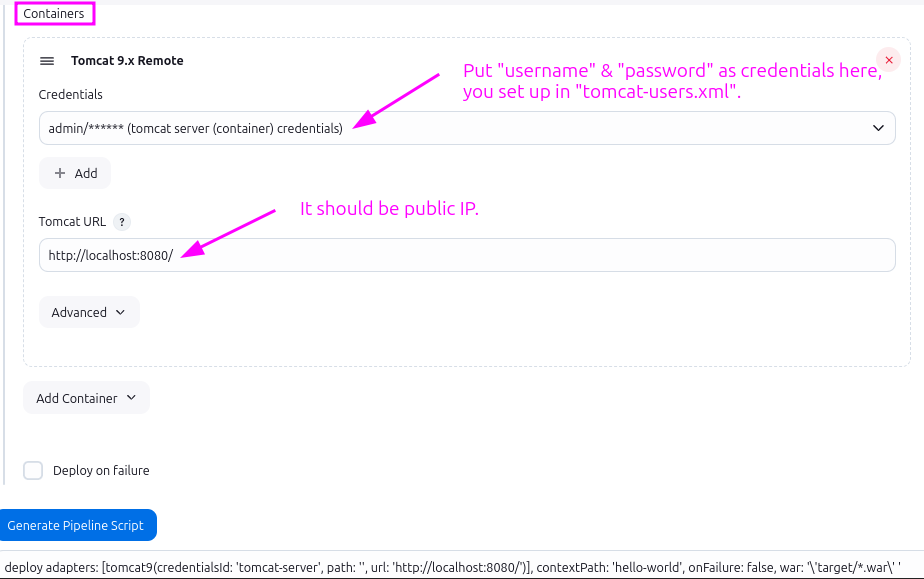 Containers
Tomcat 9.x Remote
Put "username" & "password" as credentials here,
you set up in "tomcat-users.xml".
Credentials
admin/****** (tomcat server (container) credentials)
Add
It should be public IP.
Tomcat URL ?
http://localhost:8080/
Advanced
Add Container
Deploy on failure
Generate Pipeline Script
deploy adapters: [tomcat9(credentialsId: 'tomcat-server', path: '', url: 'http://localhost:8080/')], contextPath: 'hello-world', onFailure: false, war: '\'target/*.war\' '